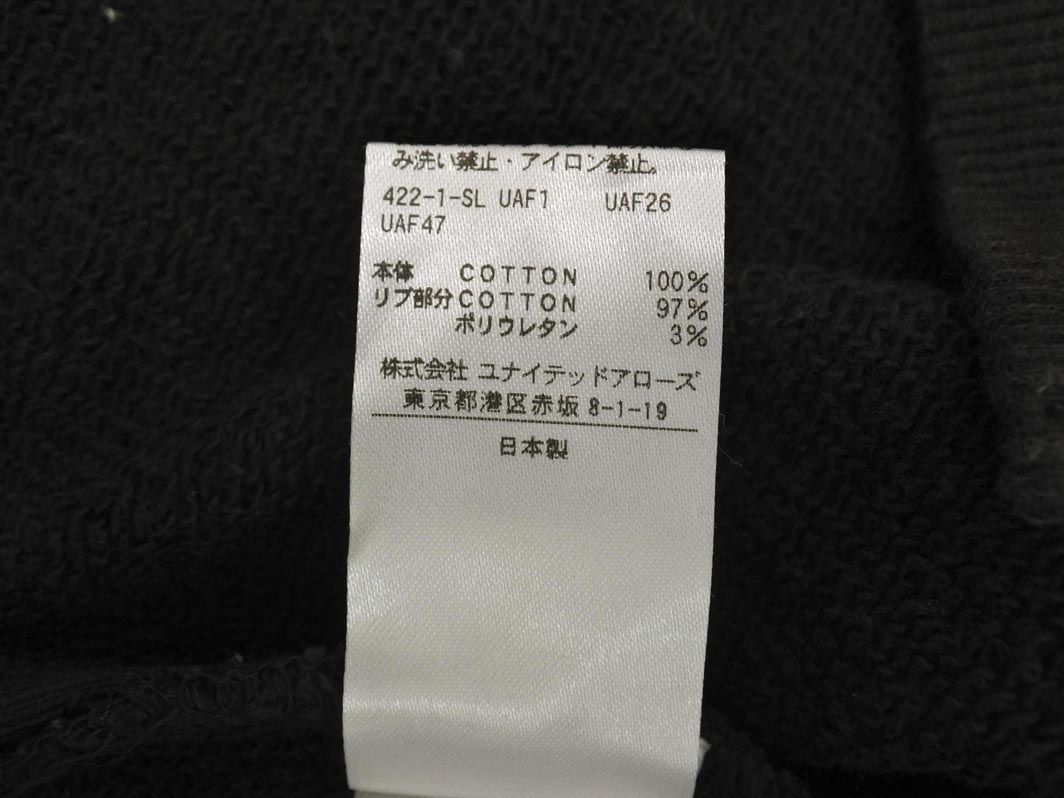 み洗い禁止・アイロン禁止。
422-1-SL UAF1 UAF26
UAF47
本体 COTTON 100%
リブ部分 COTTON 97%
ポリウレタン 3%
株式会社 ユナイテッドアローズ
東京都港区赤坂 8-1-19
日本製